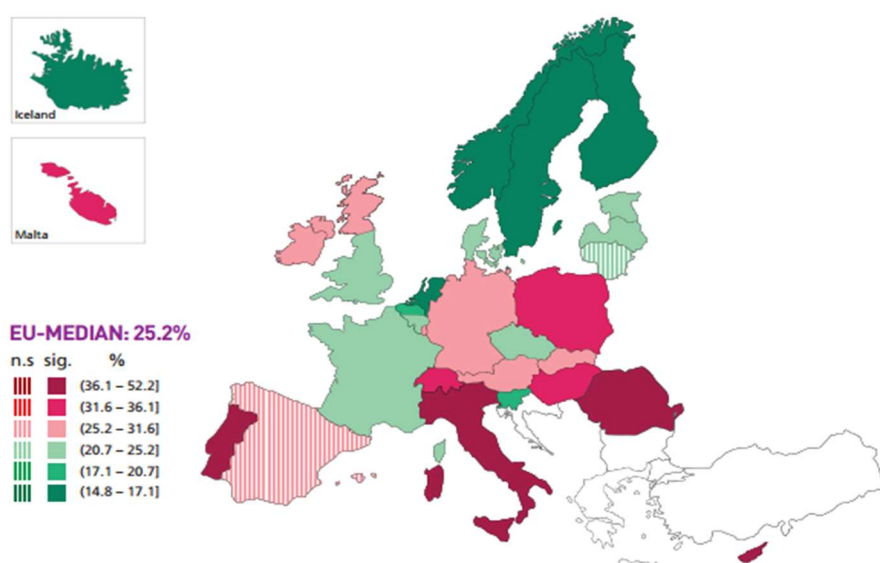 Iceland
Malta
EU-MEDIAN: 25.2%
n.s sig. %
(36.1 – 52.2]
(31.6 – 36.1]
(25.2 – 31.6]
(20.7 – 25.2]
(17.1 – 20.7]
(14.8 – 17.1]